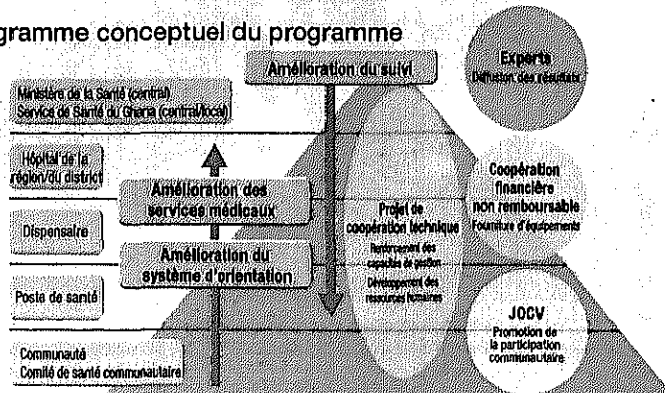 gramme conceptuel du programme
Amélioration du suivi
Experts
Diffusion des résultats
Ministère de la Santé (central)
Service de Santé du Ghana (central/local)
Hôpital de la
région/du district
Amélioration des
services médicaux
Dispensaire
Amélioration du
système d'orientation
Poste de santé
Communauté
Comité de santé communautaire
Projet de
coopération technique
Renforcement des
capacités de gestion
Développement des
ressources humaines
Coopération
financière
non remboursable
Fourniture d'équipements
JOCV
Promotion de
la participation
communautaire